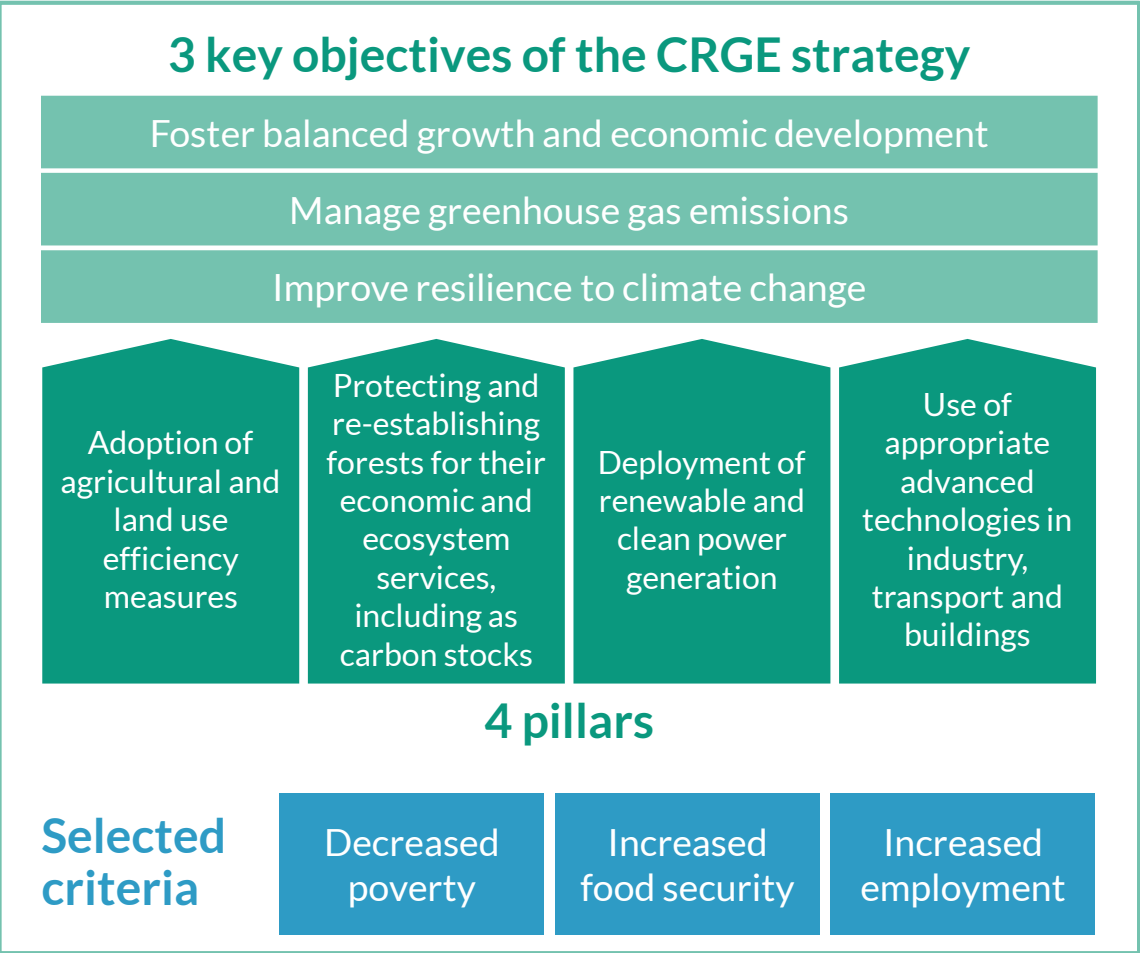 3 key objectives of the CRGE strategy
Foster balanced growth and economic development
Manage greenhouse gas emissions
Improve resilience to climate change
Adoption of
agricultural and
land use
efficiency
measures
Protecting and
re-establishing
forests for their
economic and
ecosystem
services,
including as
carbon stocks
Deployment of
renewable and
clean power
generation
Use of
appropriate
advanced
technologies in
industry,
transport and
buildings
4 pillars
Selected
criteria
Decreased
poverty
Increased
food security
Increased
employment